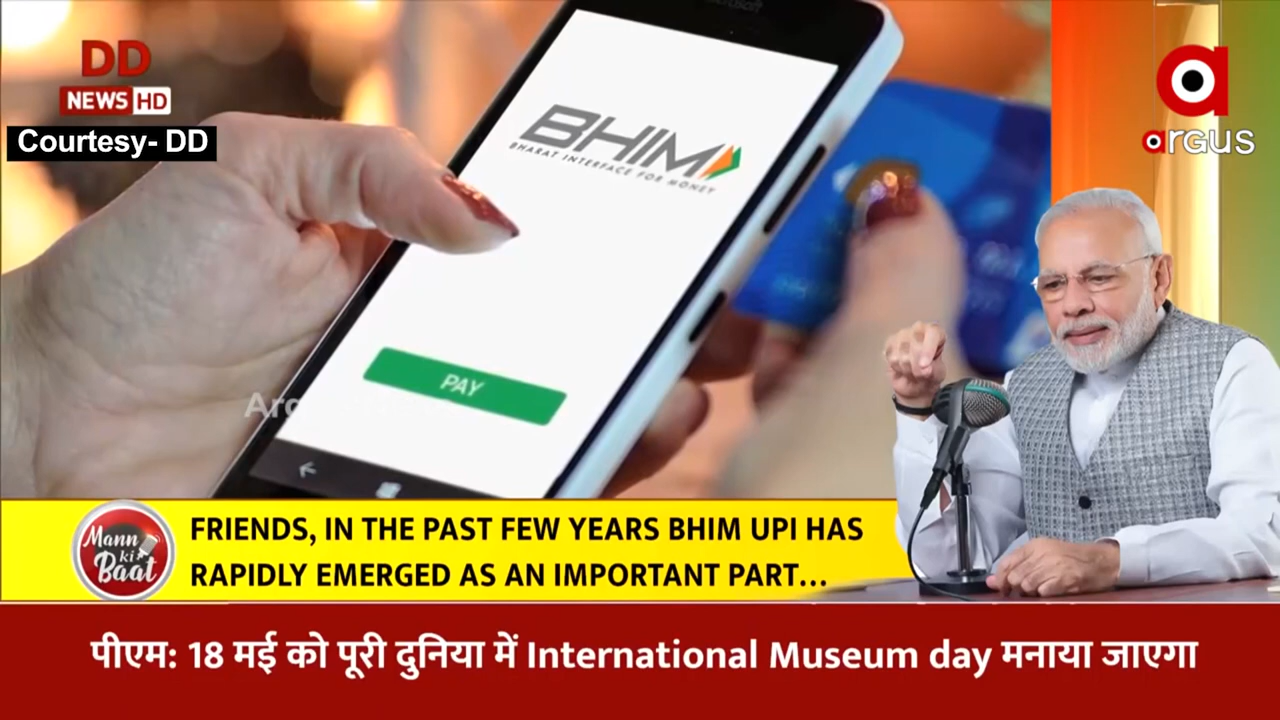 DD
NEWS HD
Courtesy- DD
argus
BHIM
BHARAT INTERFACE FOR MONEY
PAY
Mann
ki
Baat
FRIENDS, IN THE PAST FEW YEARS BHIM UPI HAS
RAPIDLY EMERGED AS AN IMPORTANT PART...
पीएम: 18 मई को पूरी दुनिया में International Museum day मनाया जाएगा